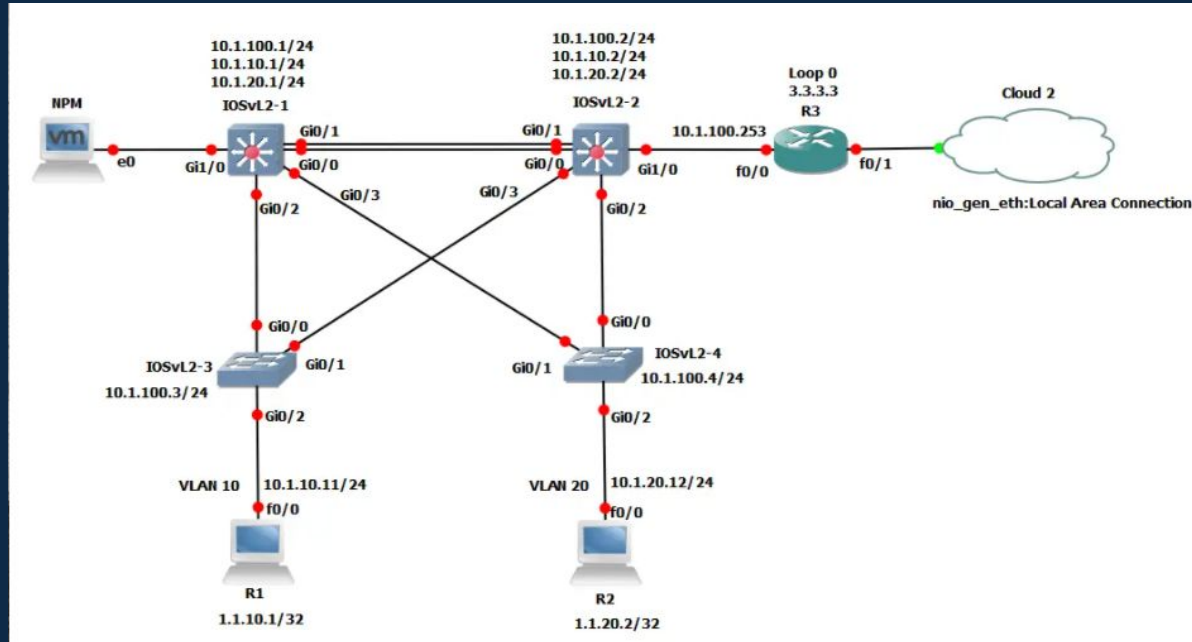 10.1.100.1/24
10.1.10.1/24
10.1.20.1/24
IOSvL2-1
10.1.100.2/24
10.1.10.2/24
10.1.20.2/24
IOSvL2-2
Loop 0
3.3.3.3
R3
Cloud 2
NPM
vm
e0
Gi1/0
Gi0/1
Gi0/0
Gi0/3
Gi0/2
Gi0/1
Gi0/0
Gi0/3
Gi1/0
Gi0/2
10.1.100.253
f0/0
f0/1
nio_gen_eth:Local Area Connection
Gi0/0
IOSvL2-3
Gi0/1
10.1.100.3/24
Gi0/2
Gi0/0
IOSvL2-4
Gi0/1
10.1.100.4/24
Gi0/2
VLAN 10
10.1.10.11/24
f0/0
R1
1.1.10.1/32
VLAN 20
10.1.20.12/24
f0/0
R2
1.1.20.2/32